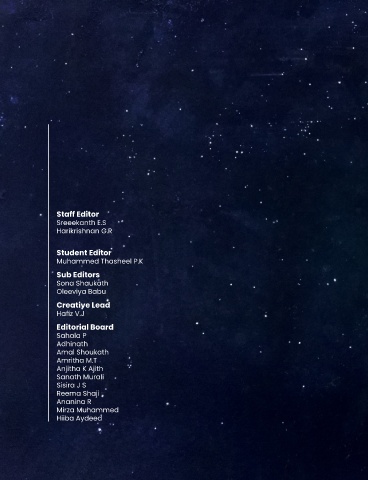 Staff Editor
Sreeekanth E.S
Harikrishnan G.R
Student Editor
Muhammed Thasheel P.K
Sub Editors
Sona Shaukath
Oleeviya Babu
Creative Lead
Hafiz V.J
Editorial Board
Sahala P
Adhinath
Amal Shoukath
Amritha M.T
Anjitha K Ajith
Sanath Murali
Sisira J S
Reema Shaji
Ananina R
Mirza Muhammed
Hiiba Aydeed